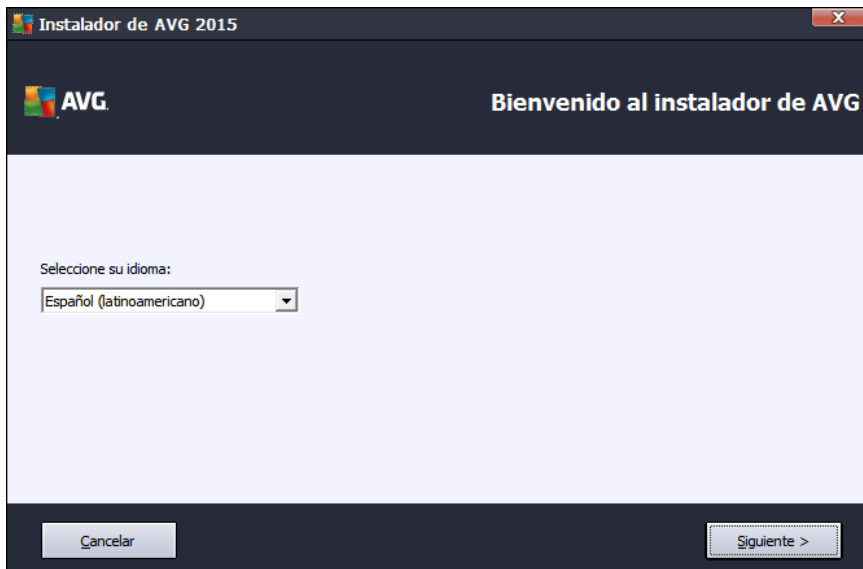 Instalador de AVG 2015
X
AVG.
Bienvenido al instalador de AVG
Seleccione su idioma:
Español (latinoamericano)
Cancelar
Siguiente >